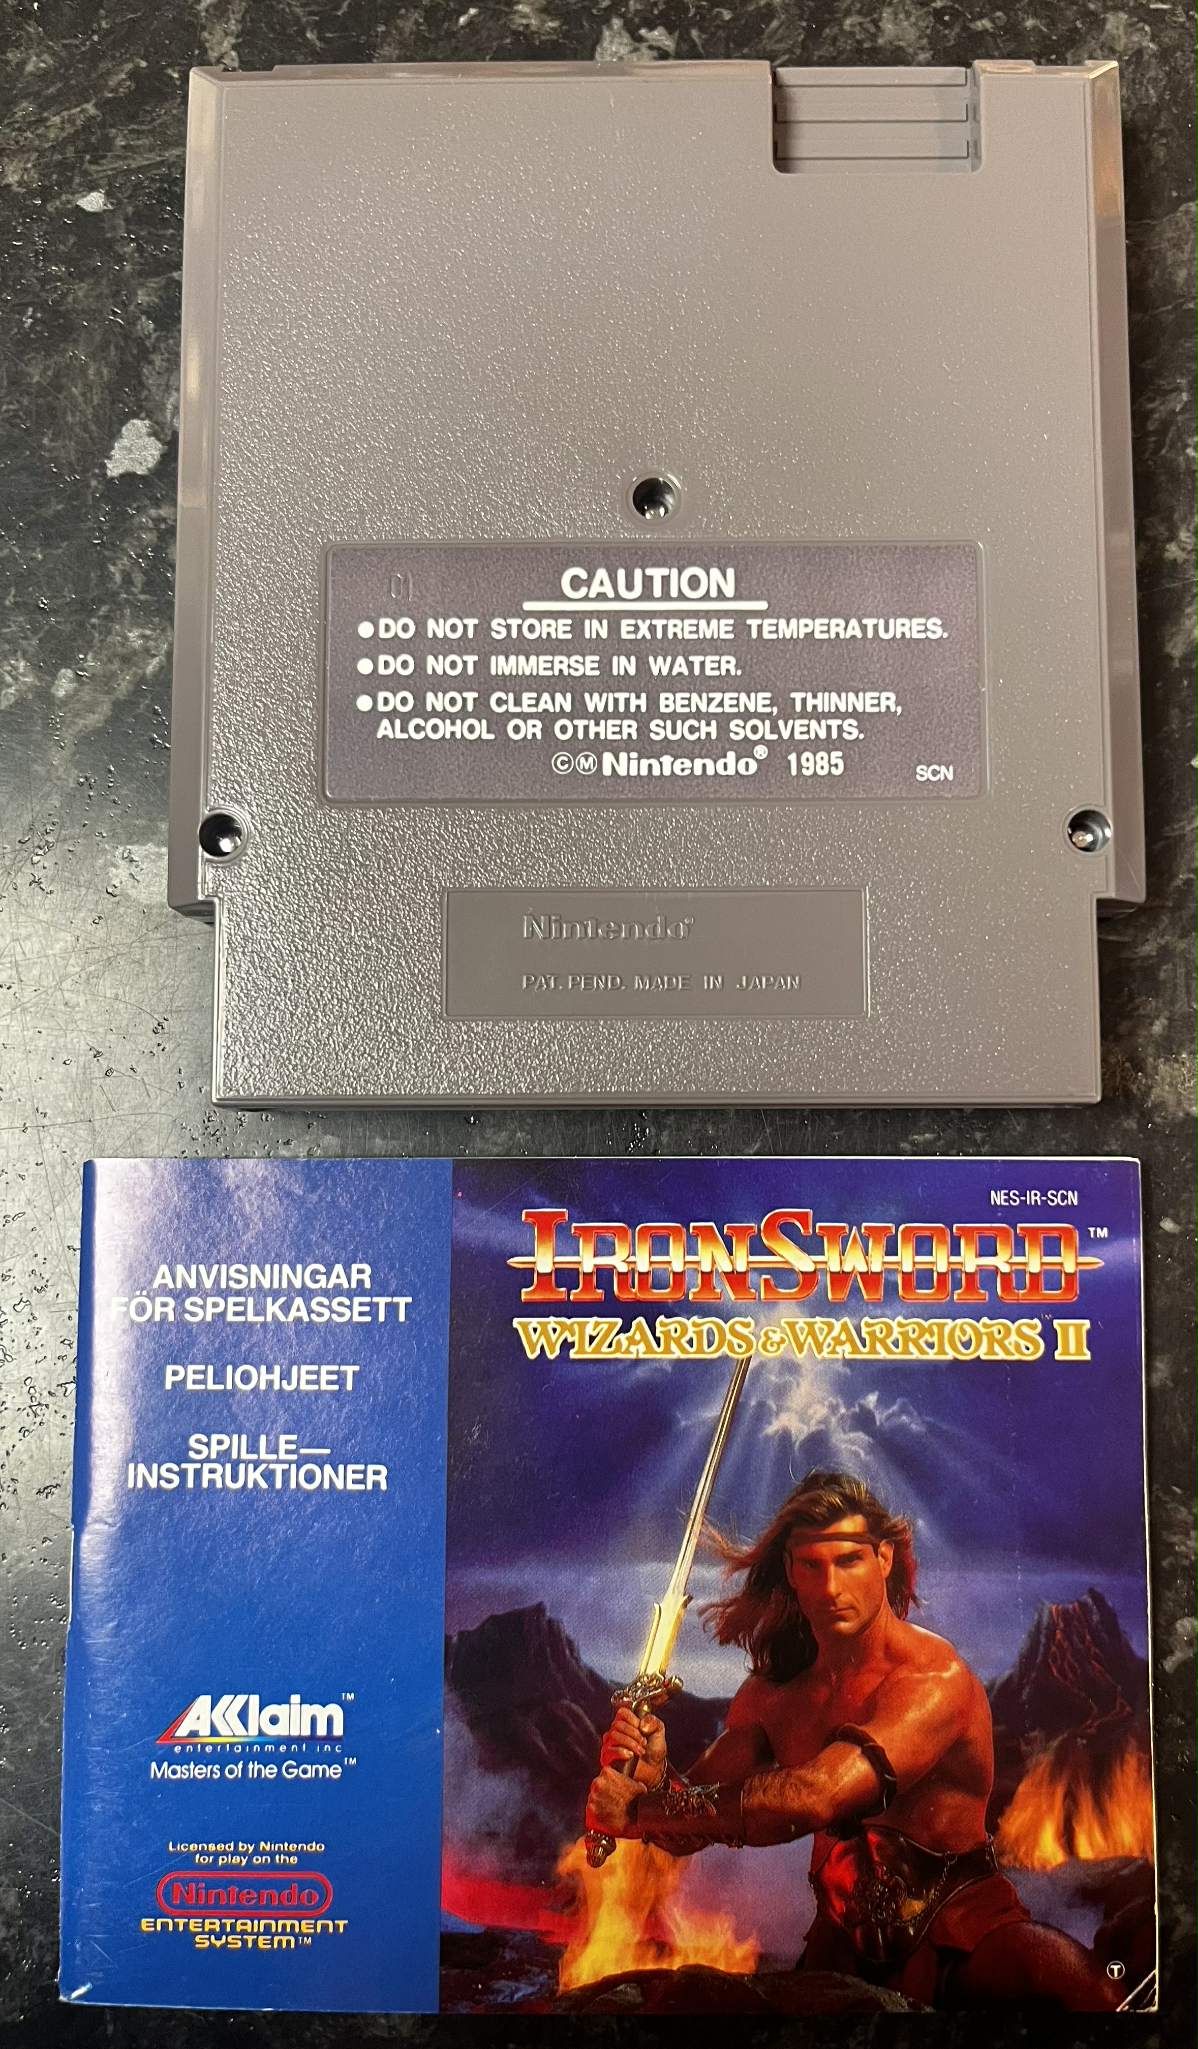 01
CAUTION
●DO NOT STORE IN EXTREME TEMPERATURES.
●DO NOT IMMERSE IN WATER.
●DO NOT CLEAN WITH BENZENE, THINNER,
ALCOHOL OR OTHER SUCH SOLVENTS.
©Ⓜ Nintendo® 1985
SCN
Nintendo®
PAT. PEND. MADE IN JAPAN
NES-IR-SCN
IRONSWORD™
WIZARDS & WARRIORS™ II
ANVISNINGAR
FÖR SPELKASSETT
PELIOHJEET
SPILLE—
INSTRUKTIONER
AKKlaim™
entertainment inc
Masters of the Game™
Licensed by Nintendo
for play on the
Nintendo
ENTERTAINMENT
SYSTEM™
Ⓣ